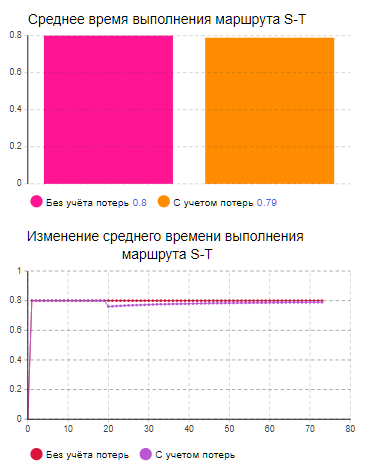 Среднее время выполнения маршрута S-T
0.8
0.6
0.4
0.2
0
Без учёта потерь 0.8 С учетом потерь 0.79
Изменение среднего времени выполнения
маршрута S-T
1
0.8
0.6
0.4
0.2
0
0 10 20 30 40 50 60 70 80
Без учёта потерь С учетом потерь